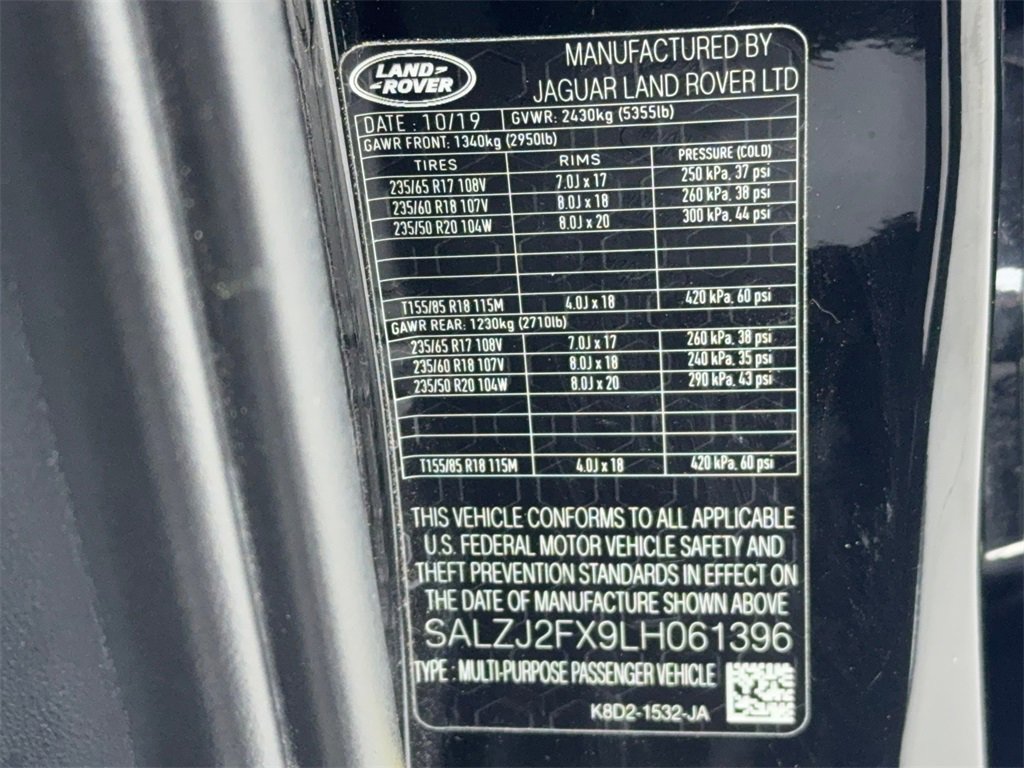 LAND ROVER
MANUFACTURED BY
JAGUAR LAND ROVER LTD
DATE : 10/19 GVWR: 2430kg (5355lb)
GAWR FRONT: 1340kg (2950lb)
TIRES RIMS PRESSURE (COLD)
235/65 R17 108V 7.0J x 17 250 kPa, 37 psi
235/60 R18 107V 8.0J x 18 260 kPa, 38 psi
235/50 R20 104W 8.0J x 20 300 kPa, 44 psi
T155/85 R18 115M 4.0J x 18 420 kPa, 60 psi
GAWR REAR: 1230kg (2710lb)
235/65 R17 108V 7.0J x 17 260 kPa, 38 psi
235/60 R18 107V 8.0J x 18 240 kPa, 35 psi
235/50 R20 104W 8.0J x 20 290 kPa, 43 psi
T155/85 R18 115M 4.0J x 18 420 kPa, 60 psi
THIS VEHICLE CONFORMS TO ALL APPLICABLE
U.S. FEDERAL MOTOR VEHICLE SAFETY AND
THEFT PREVENTION STANDARDS IN EFFECT ON
THE DATE OF MANUFACTURE SHOWN ABOVE
SALZJ2FX9LH061396
TYPE : MULTI-PURPOSE PASSENGER VEHICLE
K8D2-1532-JA